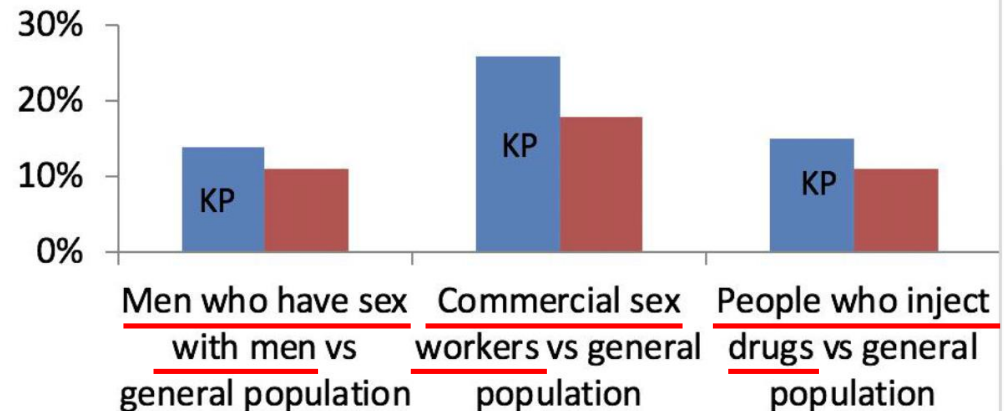 30%
20%
10%
0%
KP
KP
KP
Men who have sex
with men vs
general population
Commercial sex
workers vs general
population
People who inject
drugs vs general
population